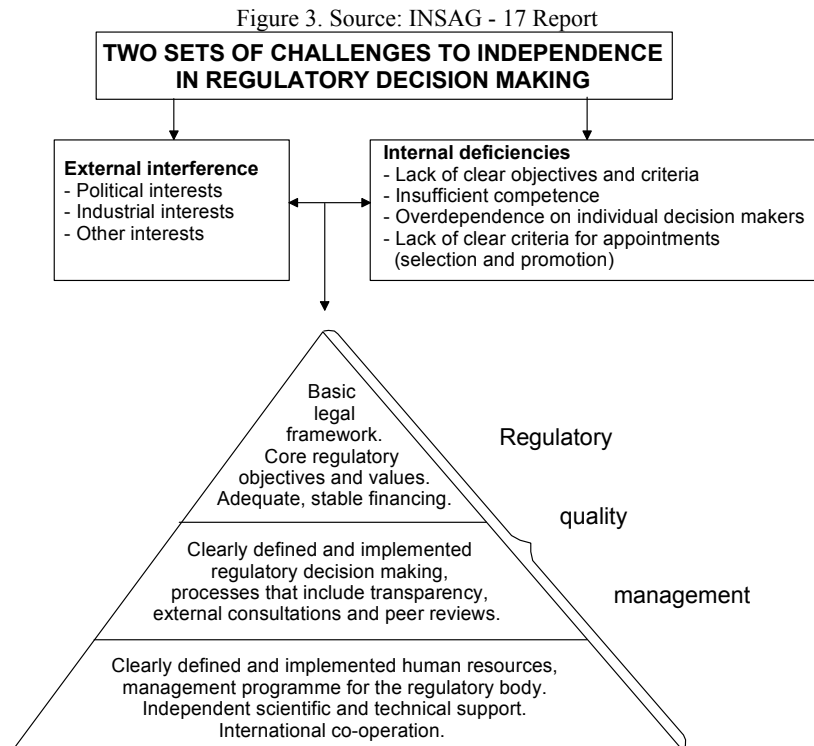 Figure 3. Source: INSAG - 17 Report
TWO SETS OF CHALLENGES TO INDEPENDENCE
IN REGULATORY DECISION MAKING
External interference
- Political interests
- Industrial interests
- Other interests
Internal deficiencies
- Lack of clear objectives and criteria
- Insufficient competence
- Overdependence on individual decision makers
- Lack of clear criteria for appointments
(selection and promotion)
Basic
legal
framework.
Core regulatory
objectives and values.
Adequate, stable financing.
Clearly defined and implemented
regulatory decision making,
processes that include transparency,
external consultations and peer reviews.
Clearly defined and implemented human resources,
management programme for the regulatory body.
Independent scientific and technical support.
International co-operation.
Regulatory
quality
management